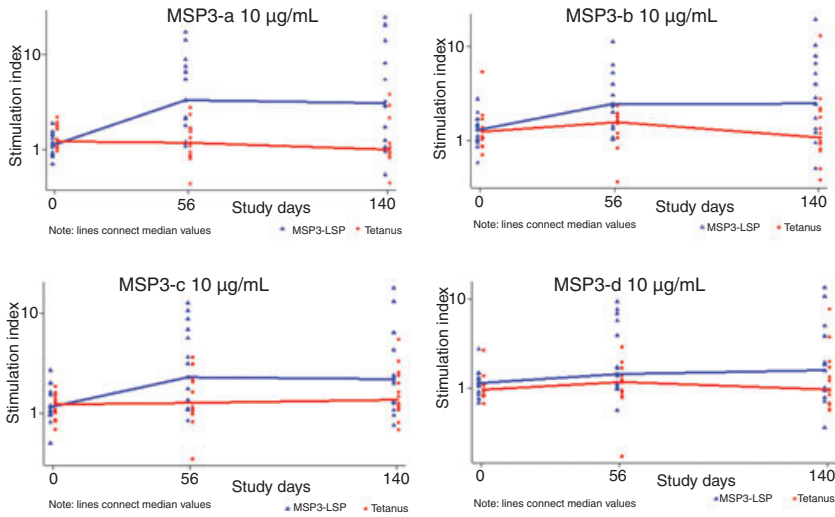 MSP3-a 10 µg/mL
Stimulation index
10
1
0
56
140
Study days
Note: lines connect median values
MSP3-LSP
Tetanus
MSP3-b 10 µg/mL
Stimulation index
10
1
0
56
140
Study days
Note: lines connect median values
MSP3-LSP
Tetanus
MSP3-c 10 µg/mL
Stimulation index
10
1
0
56
140
Study days
Note: lines connect median values
MSP3-LSP
Tetanus
MSP3-d 10 µg/mL
Stimulation index
10
1
0
56
140
Study days
Note: lines connect median values
MSP3-LSP
Tetanus